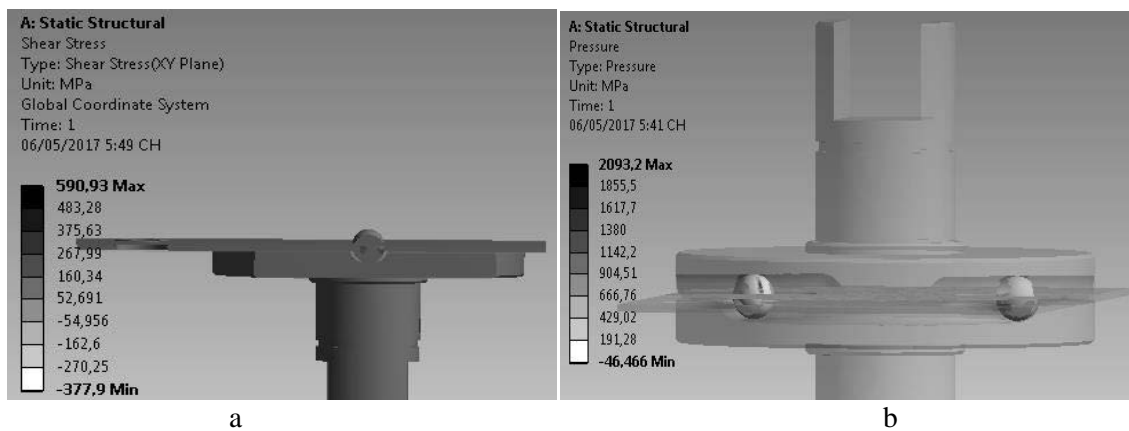 A: Static Structural
Shear Stress
Type: Shear Stress(XY Plane)
Unit: MPa
Global Coordinate System
Time: 1
06/05/2017 5:49 CH
590,93 Max
483,28
375,63
267,99
160,34
52,691
-54,956
-162,6
-270,25
-377,9 Min
a
A: Static Structural
Pressure
Type: Pressure
Unit: MPa
Time: 1
06/05/2017 5:41 CH
2093,2 Max
1855,5
1617,7
1380
1142,2
904,51
666,76
429,02
191,28
-46,466 Min
b